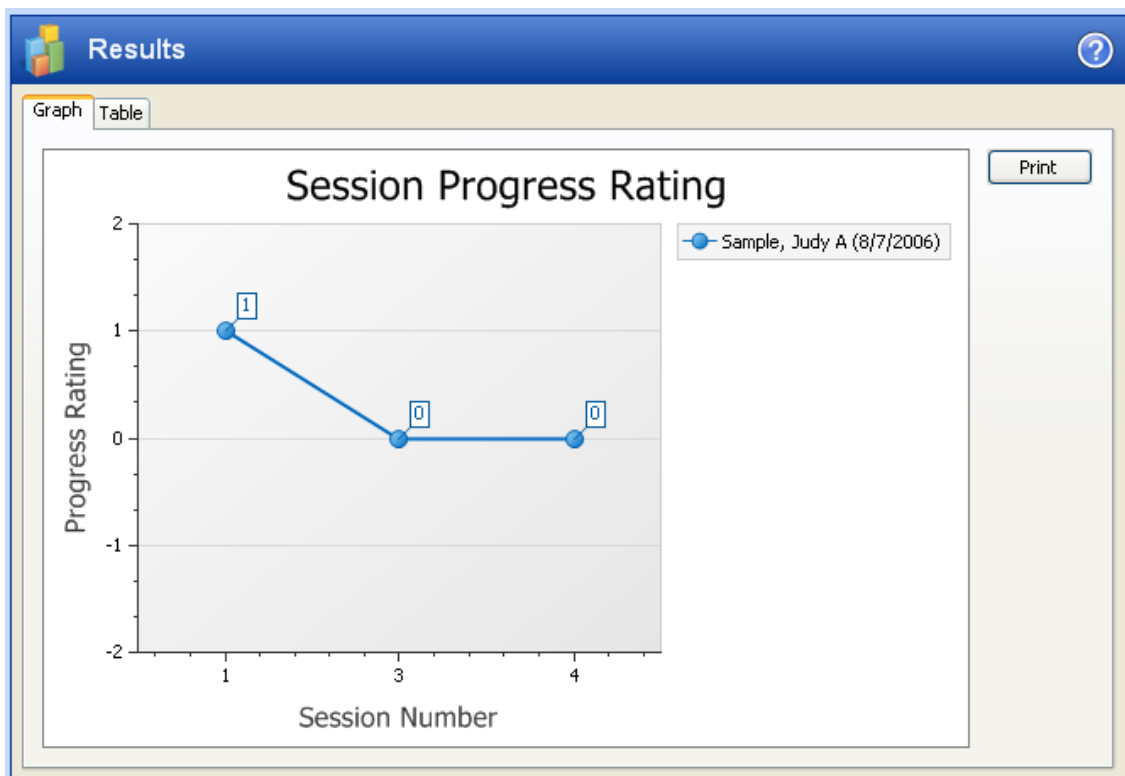 Results
Graph Table
Print
Session Progress Rating
Sample, Judy A (8/7/2006)
Progress Rating
2
1
0
-1
-2
1
0
0
1 3 4
Session Number